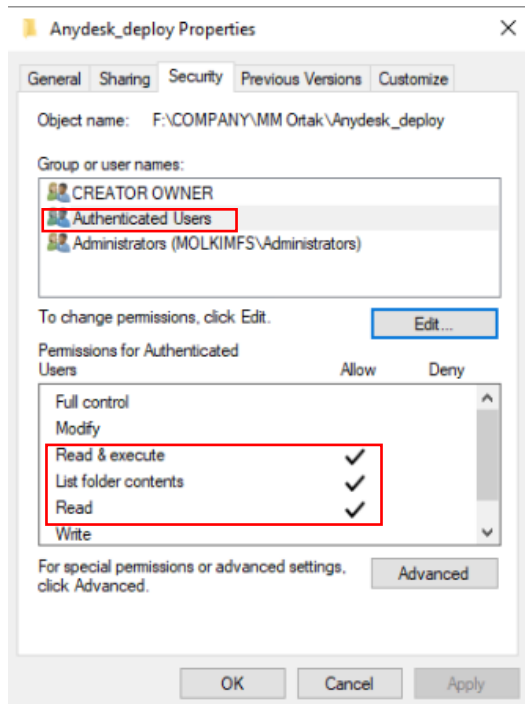 Anydesk_deploy Properties
General Sharing Security Previous Versions Customize
Object name: F:\COMPANY\MM Ortak\Anydesk_deploy
Group or user names:
CREATOR OWNER
Authenticated Users
Administrators (MOLKIMFS\Administrators)
To change permissions, click Edit.
Edit...
Permissions for Authenticated
Users Allow Deny
Full control
Modify
Read & execute
List folder contents
Read
Write
For special permissions or advanced settings,
click Advanced.
Advanced
OK Cancel Apply